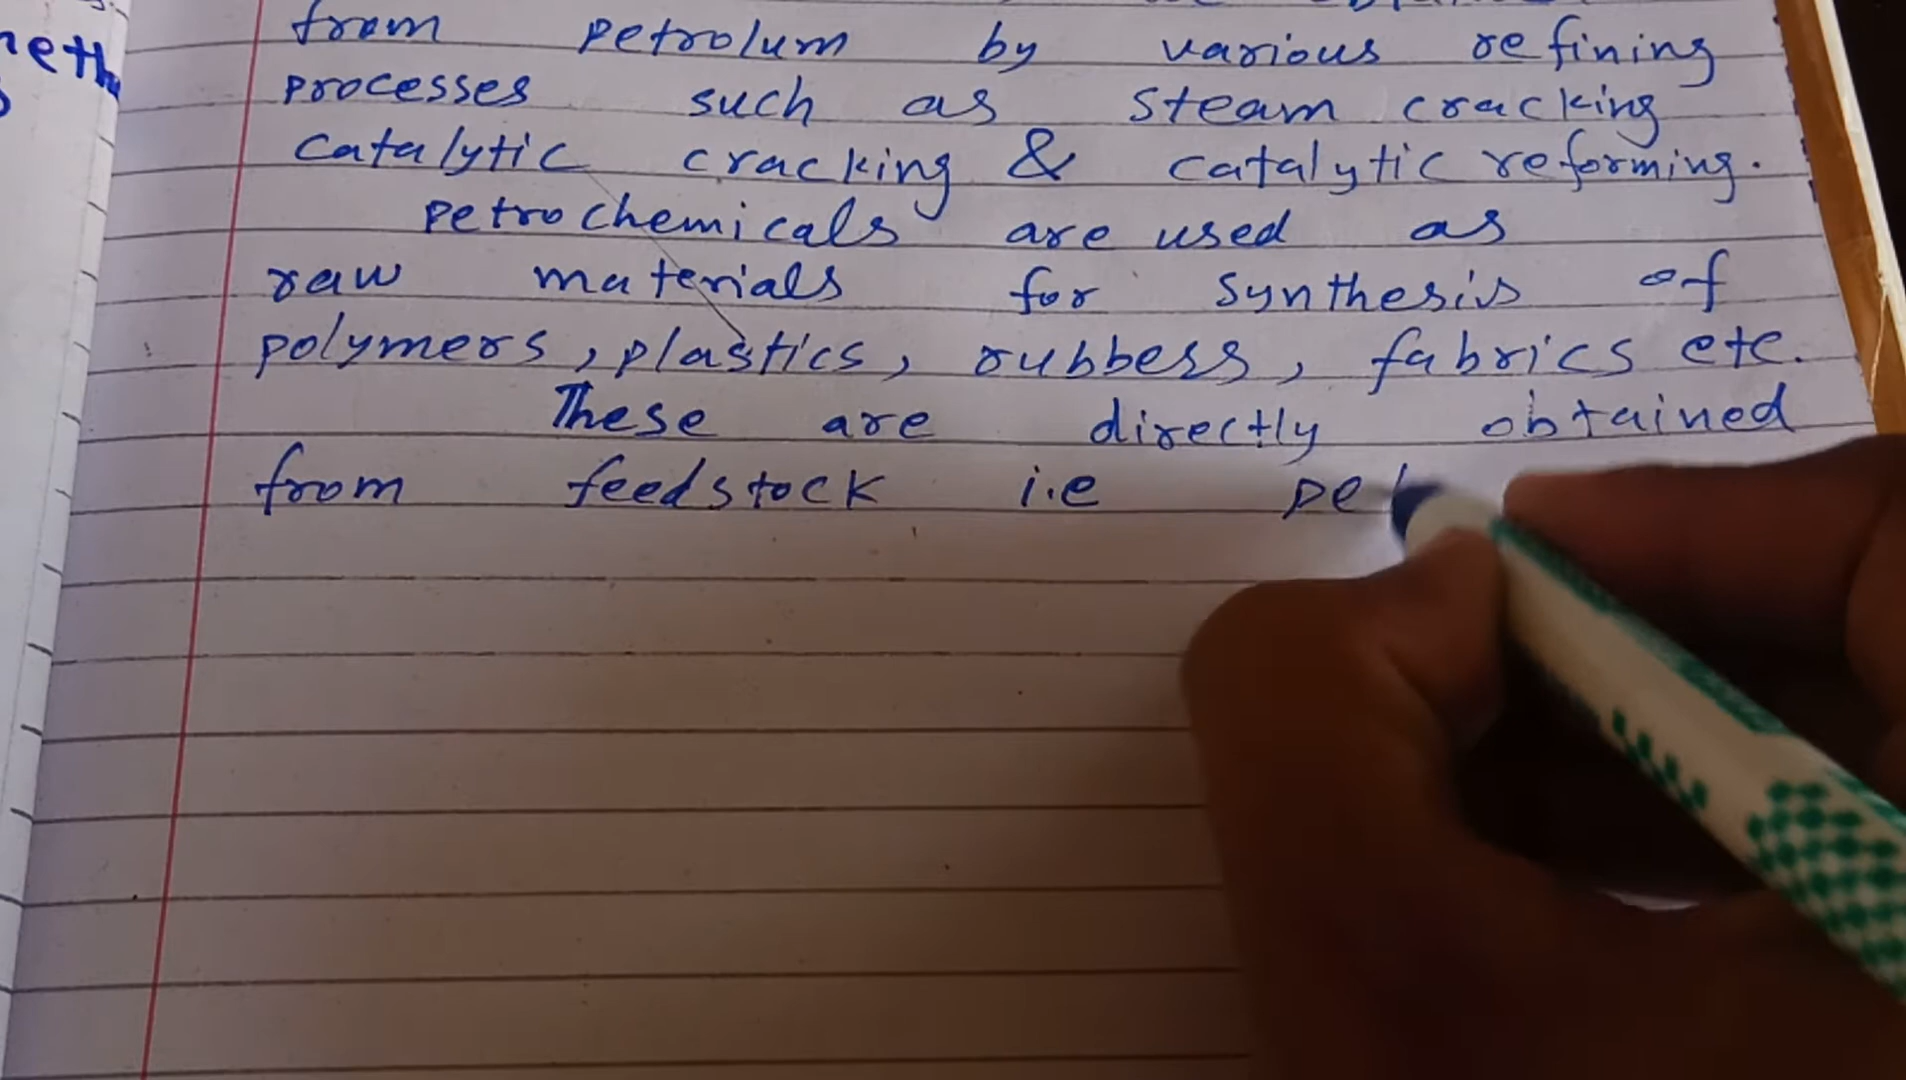 from petrolum by various refining
processes such as steam cracking
catalytic cracking & catalytic reforming.
petrochemicals are used as
raw materials for synthesis of
polymers, plastics, rubbers, fabrics etc.
These are directly obtained
from feedstock i.e pet